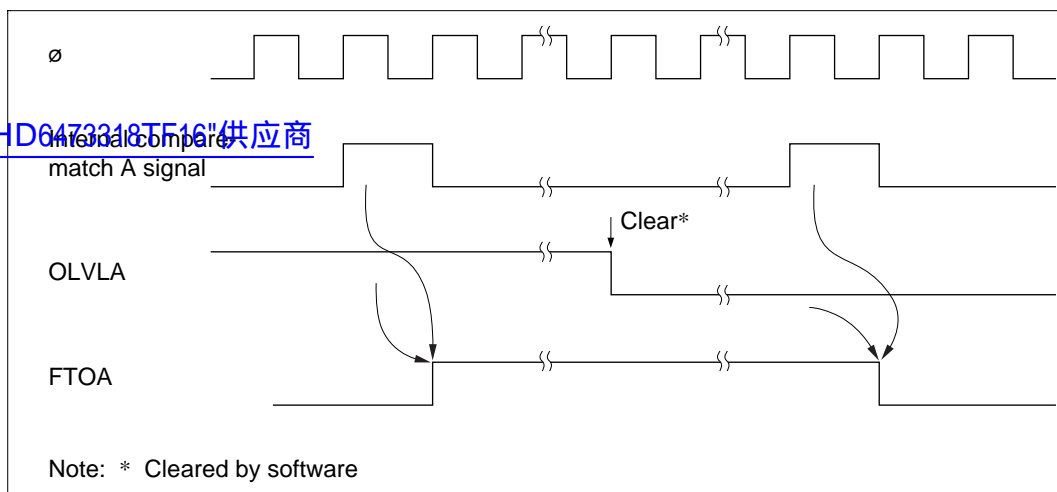 ø
HD6473318TF16"供应商
Internal compare-
match A signal
Clear*
OLVLA
FTOA
Note: * Cleared by software